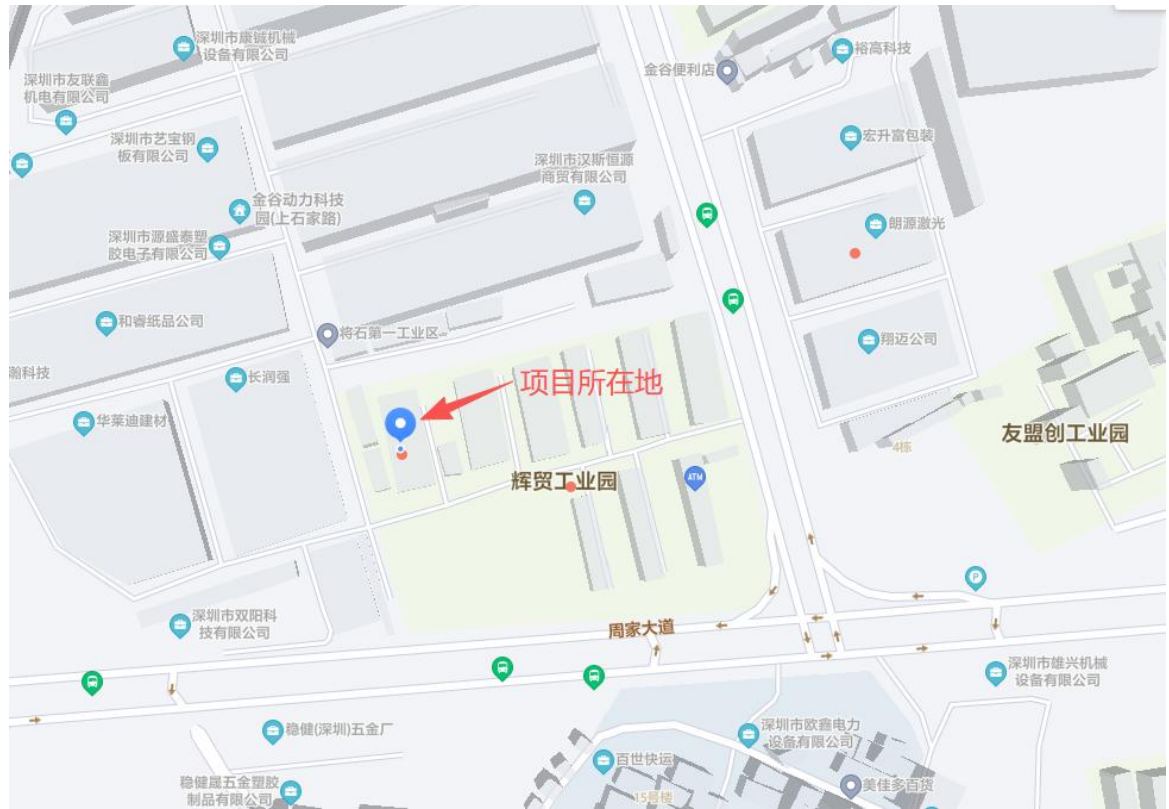 深圳市康铖机械
设备有限公司
裕高科技
金谷便利店
深圳市友联鑫
机电有限公司
宏升富包装
深圳市艺宝钢
板有限公司
深圳市汉斯恒源
商贸有限公司
金谷动力科技
园(上石家路)
朗源激光
深圳市源盛泰塑
胶电子有限公司
和睿纸品公司
将石第一工业区
翔迈公司
瀚科技
长润强
项目所在地
华莱迪建材
友盟创工业园
4栋
辉贸工业园
ATM
P
深圳市双阳科
技有限公司
周家大道
深圳市雄兴机械
设备有限公司
稳健(深圳)五金厂
深圳市欧鑫电力
设备有限公司
百世快运
稳健晟五金塑胶
制品有限公司
15号楼
美佳多百货